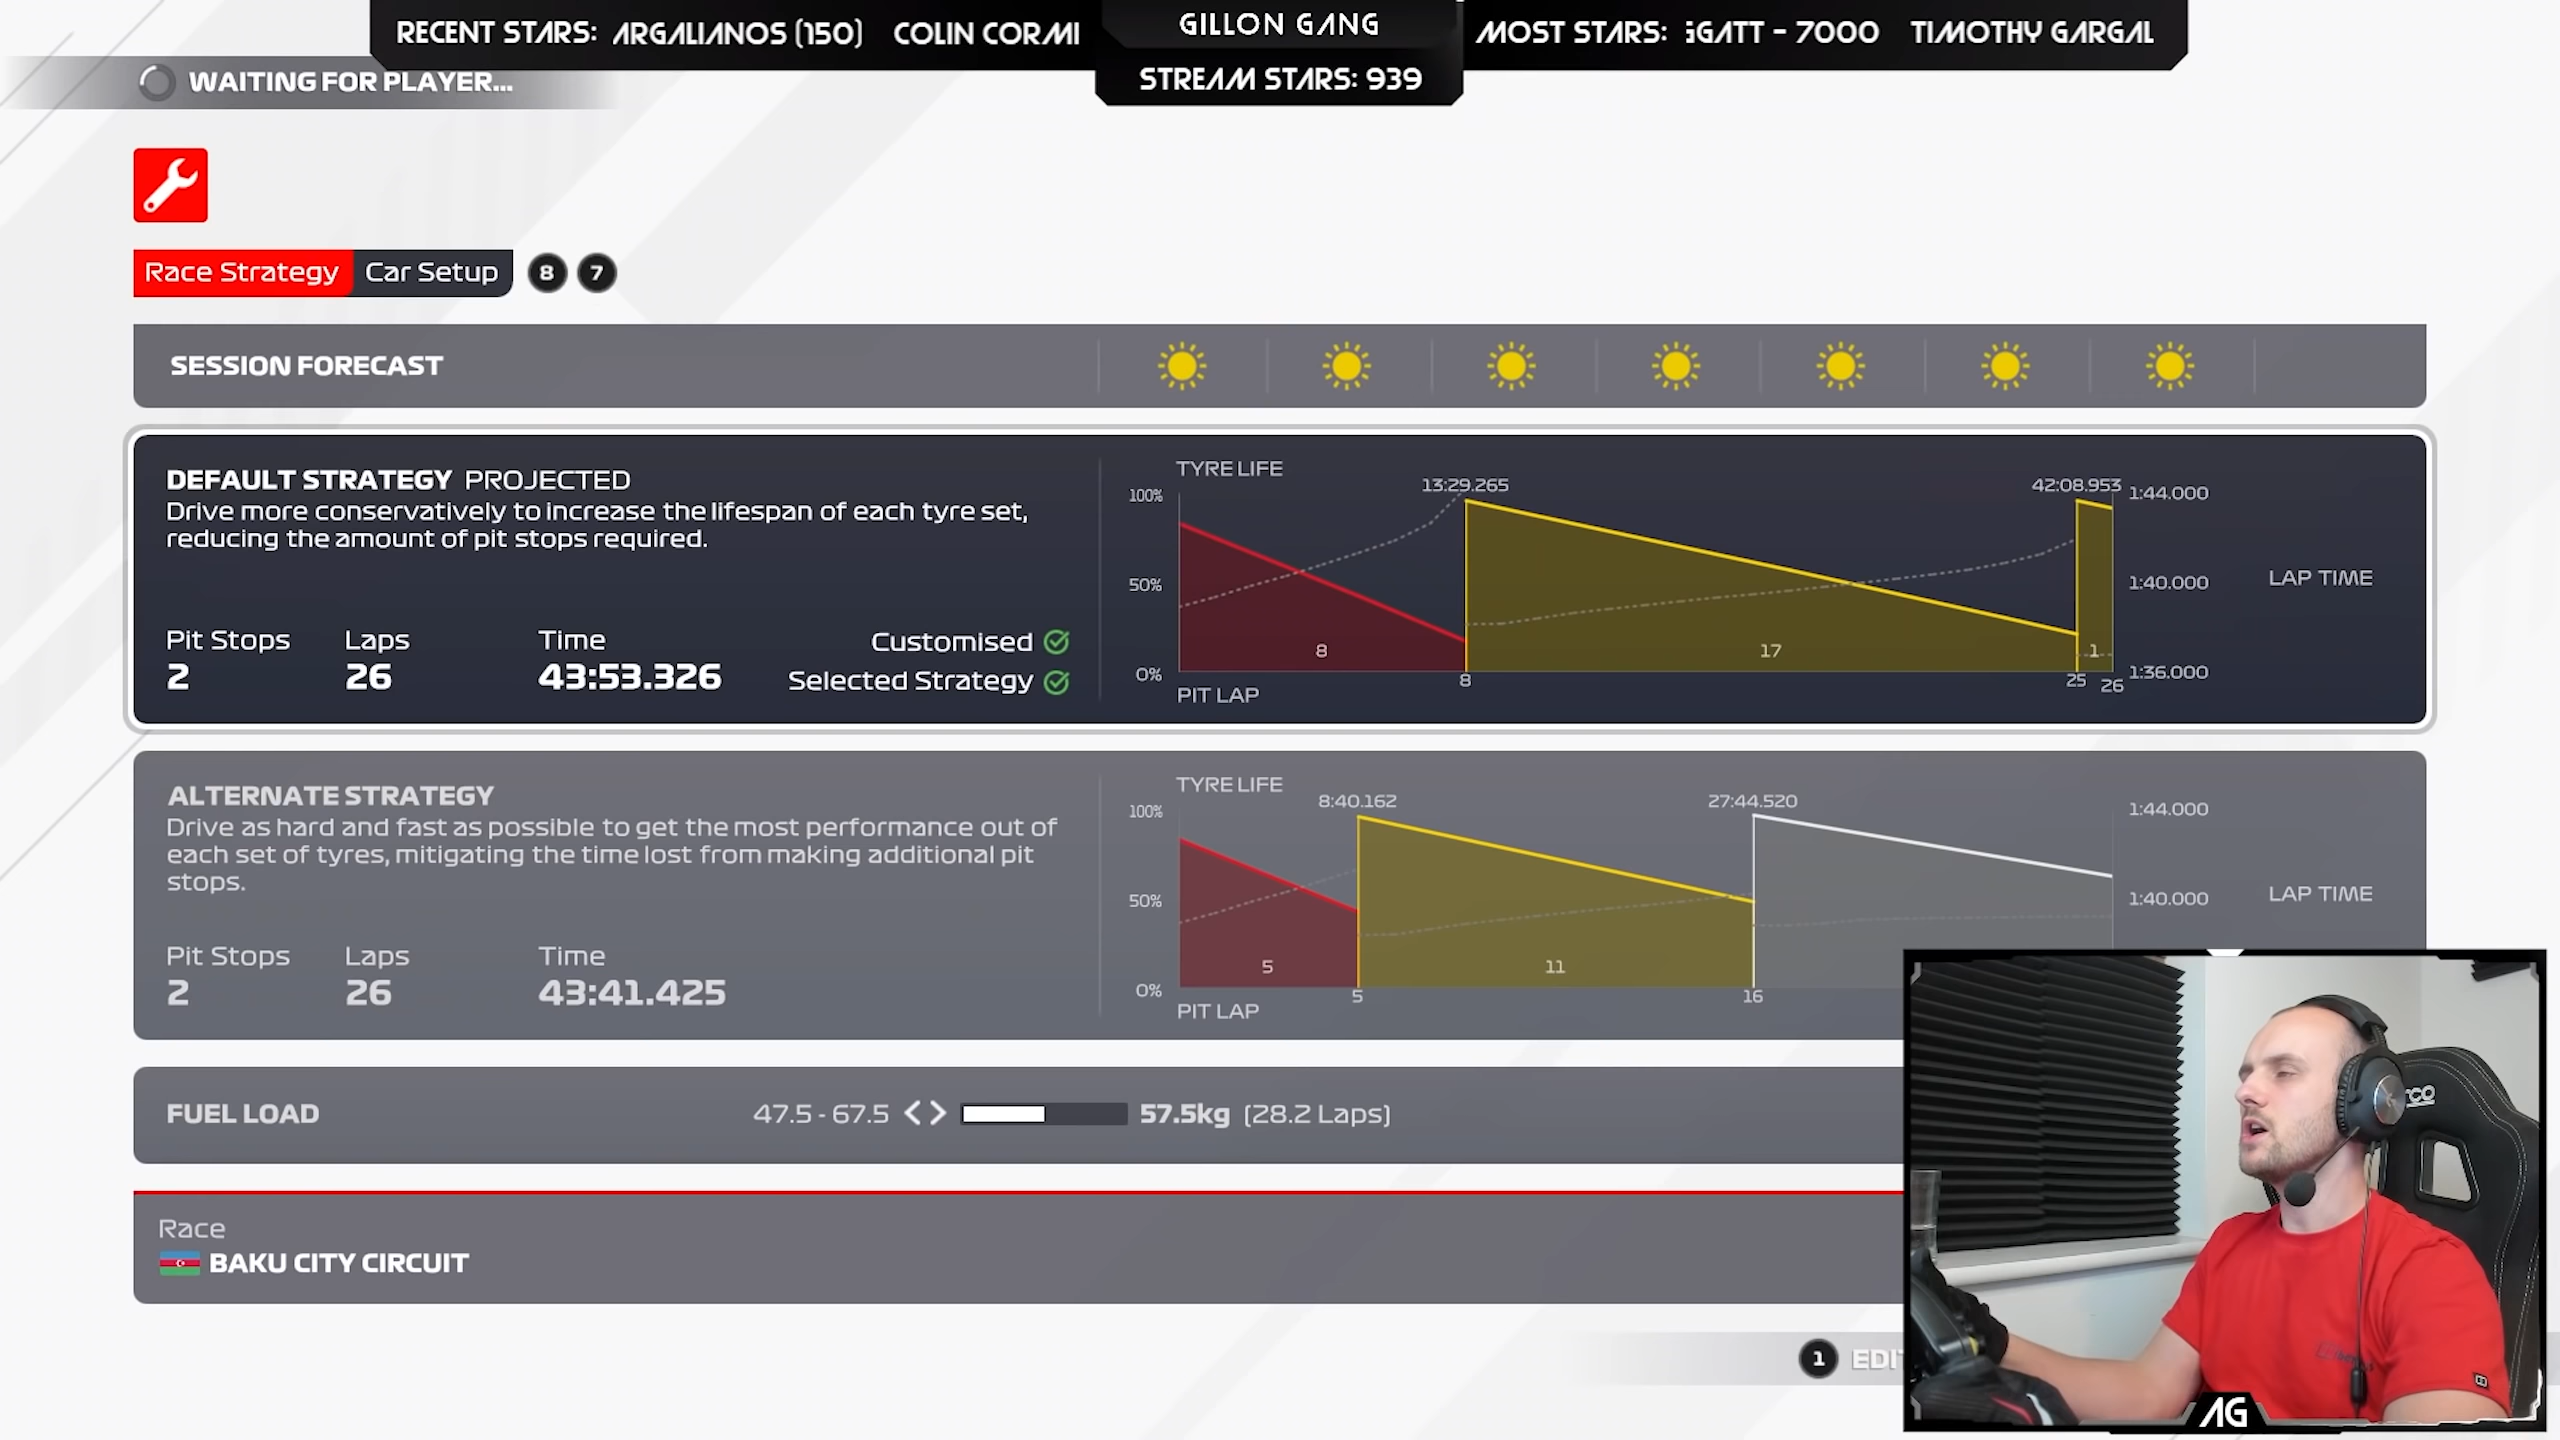 RECENT STARS: ARGALIANOS (150) COLIN CORMI
GILLON GANG
STREAM STARS: 939
MOST STARS: GATT - 7000 TIMOTHY GARGAL
WAITING FOR PLAYER...
Race Strategy Car Setup 8 7
SESSION FORECAST
DEFAULT STRATEGY PROJECTED
Drive more conservatively to increase the lifespan of each tyre set,
reducing the amount of pit stops required.
Pit Stops Laps Time
2 26 43:53.326
Customised
Selected Strategy
TYRE LIFE
13:29.265 42:08.953
100% 1:44.000
50% 1:40.000
0% 1:36.000
8 17 1
8 25 26
PIT LAP
LAP TIME
ALTERNATE STRATEGY
Drive as hard and fast as possible to get the most performance out of
each set of tyres, mitigating the time lost from making additional pit
stops.
Pit Stops Laps Time
2 26 43:41.425
TYRE LIFE
8:40.162 27:44.520
100% 1:44.000
50% 1:40.000
0%
5 11
5 16
PIT LAP
LAP TIME
FUEL LOAD 47.5 - 67.5 57.5kg (28.2 Laps)
Race
BAKU CITY CIRCUIT
1 EDIT
AG